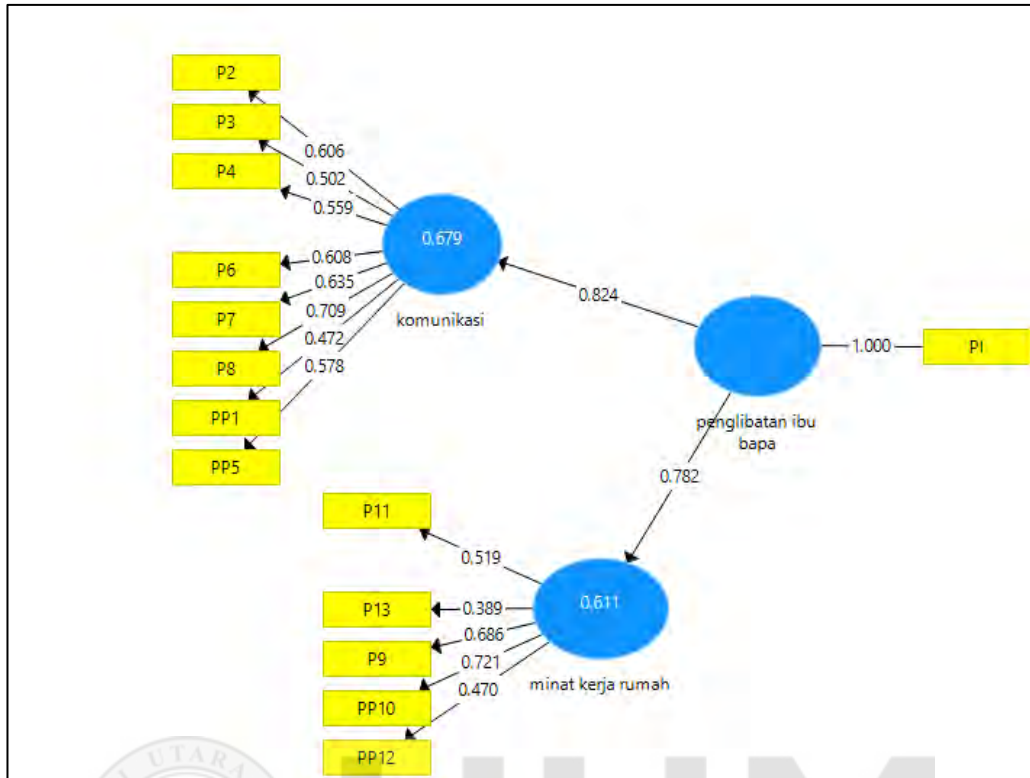 P2
P3
P4
P6
P7
P8
PP1
PP5
0.606
0.502
0.559
0.608
0.635
0.709
0.472
0.578
0.679
komunikasi
0.824
penglibatan ibu
bapa
1.000
PI
0.782
P11
P13
P9
PP10
PP12
0.519
0.389
0.686
0.721
0.470
0.611
minat kerja rumah
UTARA